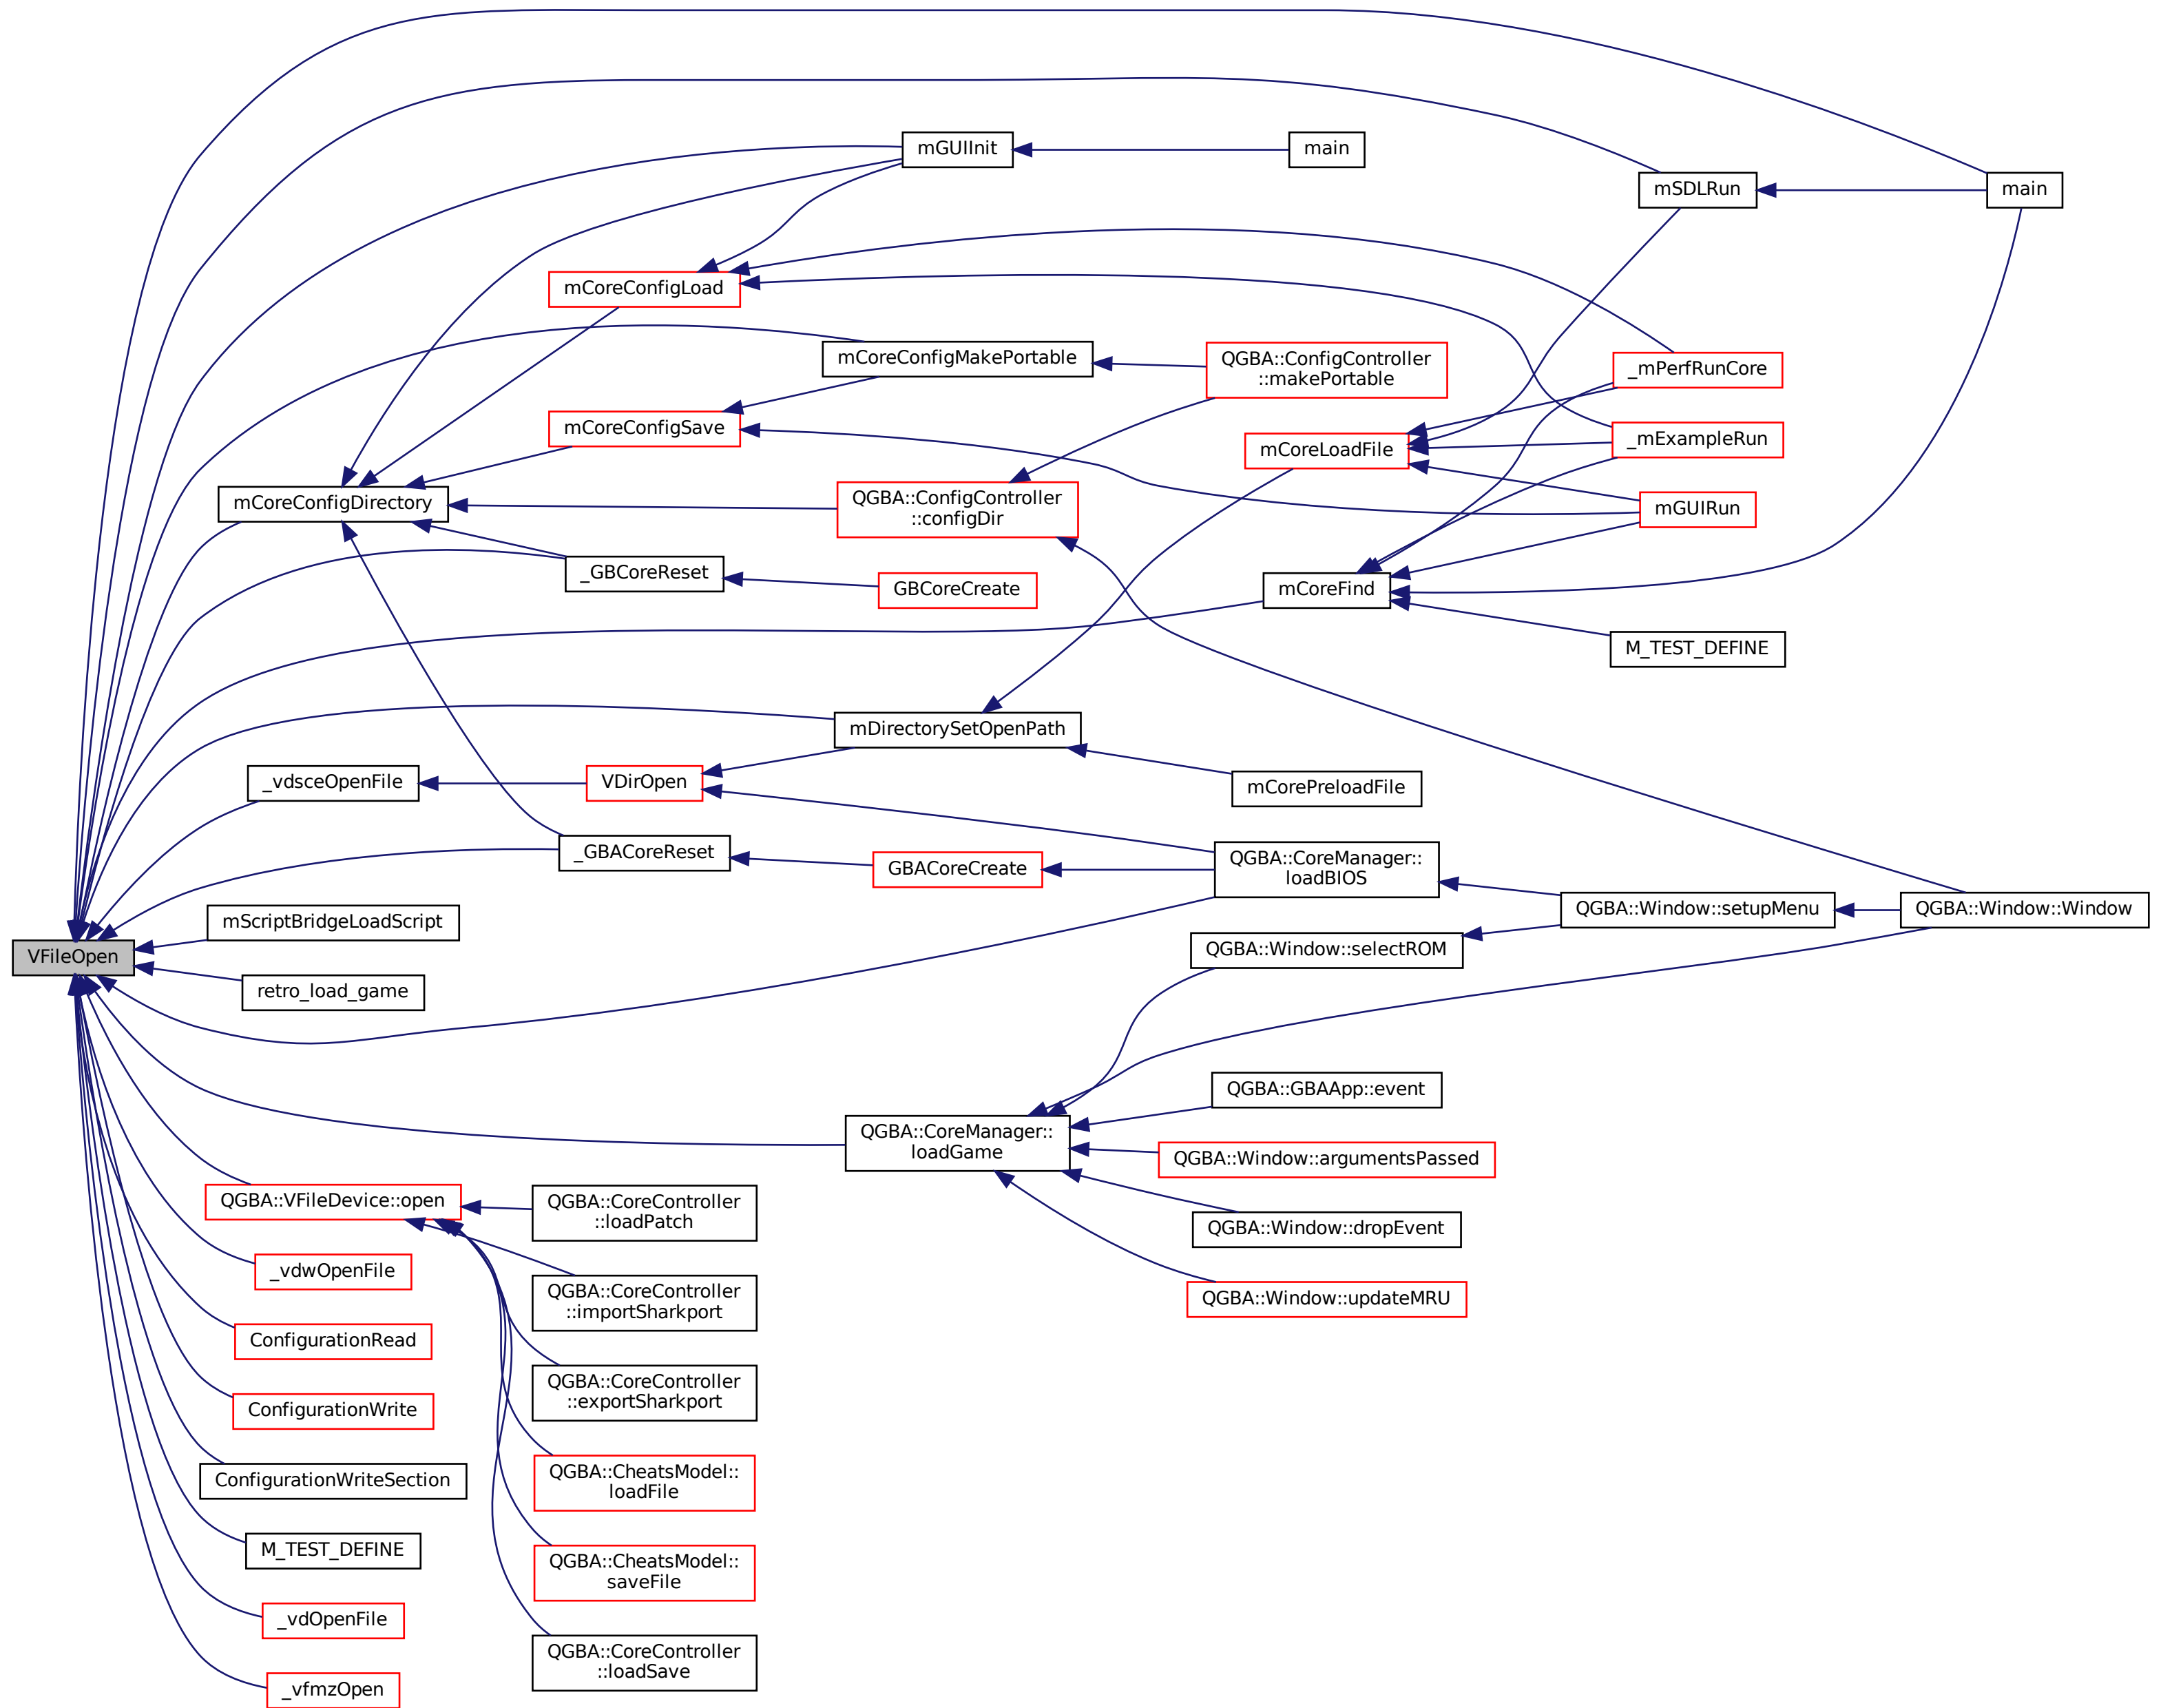 mGUIInit
main
mSDLRun
main
mCoreConfigLoad
mCoreConfigMakePortable
QGBA::ConfigController
::makePortable
_mPerfRunCore
mCoreConfigSave
mCoreLoadFile
_mExampleRun
mCoreConfigDirectory
QGBA::ConfigController
::configDir
mGUIRun
_GBCoreReset
GBCoreCreate
mCoreFind
M_TEST_DEFINE
mDirectorySetOpenPath
_vdsceOpenFile
VDirOpen
mCorePreloadFile
_GBACoreReset
GBACoreCreate
QGBA::CoreManager::
loadBIOS
QGBA::Window::setupMenu
QGBA::Window::Window
mScriptBridgeLoadScript
VFileOpen
QGBA::Window::selectROM
retro_load_game
QGBA::GBAApp::event
QGBA::CoreManager::
loadGame
QGBA::Window::argumentsPassed
QGBA::VFileDevice::open
QGBA::CoreController
::loadPatch
QGBA::Window::dropEvent
_vdwOpenFile
QGBA::CoreController
::importSharkport
QGBA::Window::updateMRU
ConfigurationRead
QGBA::CoreController
::exportSharkport
ConfigurationWrite
ConfigurationWriteSection
QGBA::CheatsModel::
loadFile
M_TEST_DEFINE
QGBA::CheatsModel::
saveFile
_vdOpenFile
QGBA::CoreController
::loadSave
_vfmzOpen